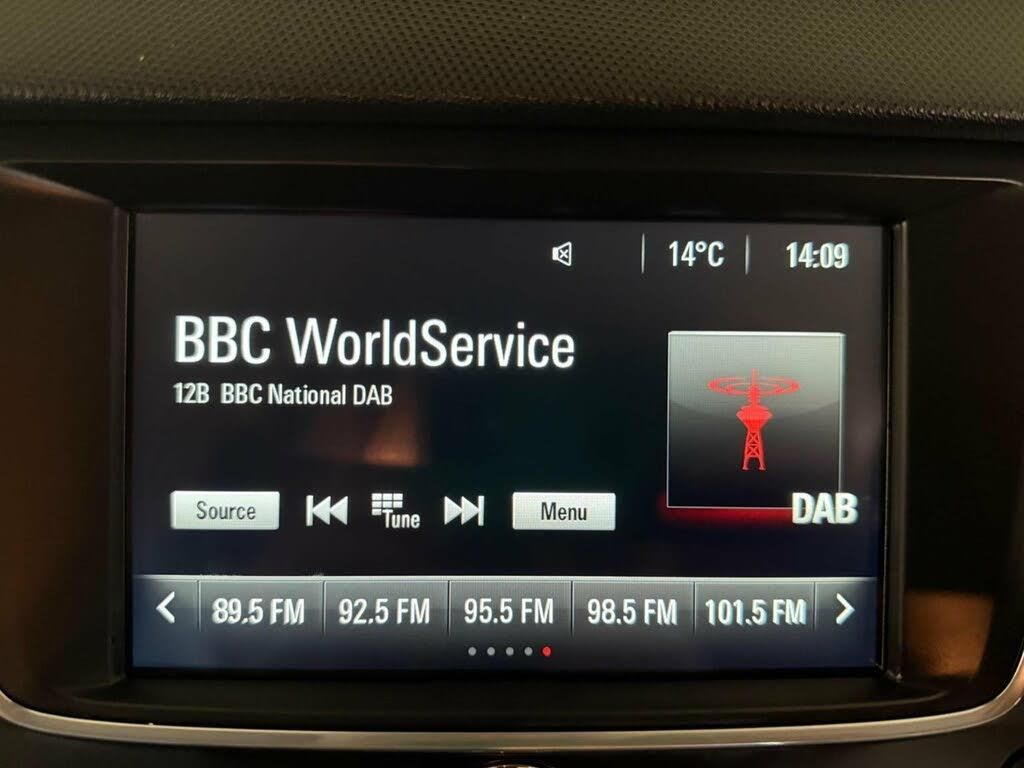 14°C 14:09
BBC WorldService
12B BBC National DAB
DAB
Source Tune Menu
89.5 FM 92.5 FM 95.5 FM 98.5 FM 101.5 FM